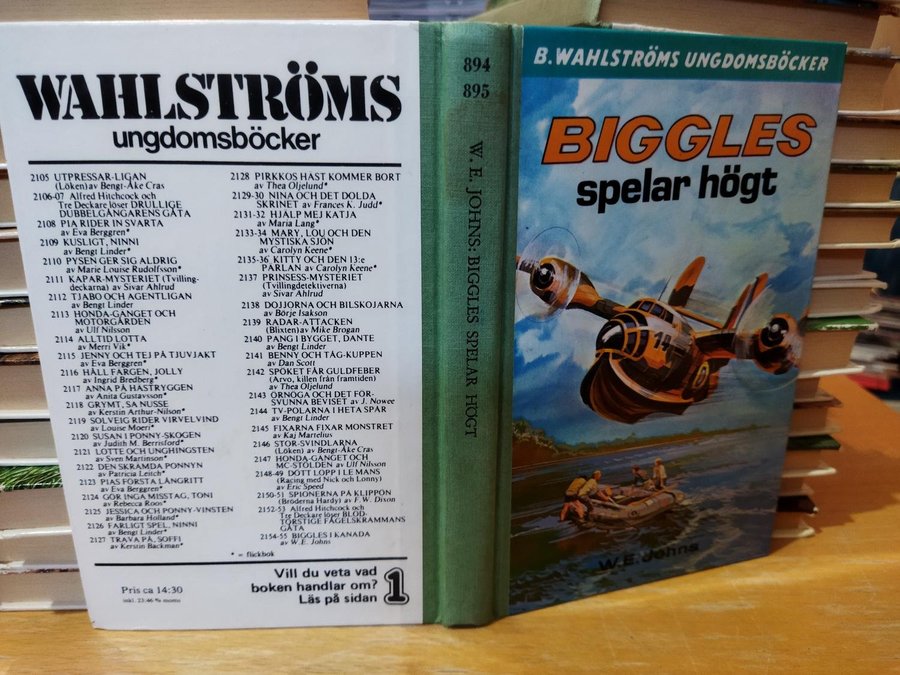 WAHLSTRÖMS
ungdomsböcker
2105 UTPRESSAR-LIGAN
(Löken) av Bengt-Åke Cras
2106-07 Alfred Hitchcock och
Tre Deckare löser DRULLIGE
DUBBELGÅNGARENS GÅTA
2108 PIA RIDER IN SVARTA
av Eva Berggren*
2109 KUSLIGT, NINNI
av Bengt Linder*
2110 PYSEN GER SIG ALDRIG
av Marie Louise Rudolfsson*
2111 KAPAR-MYSTERIET (Tvilling-
deckarna) av Sivar Ahlrud
2112 TJABO OCH AGENTLIGAN
av Bengt Linder
2113 HONDA-GÄNGET OCH
MOTORGÅRDEN
av Ulf Nilsson
2114 ALLTID LOTTA
av Merri Vik*
2115 JENNY OCH TEJ PÅ TJUVJAKT
av Eva Berggren*
2116 HÅLL FÄRGEN, JOLLY
av Ingrid Bredberg*
2117 ANNA PÅ HÄSTRYGGEN
av Anita Gustavsson*
2118 GRYMT, SA NUSSE
av Kerstin Arthur-Nilson*
2119 SOLVEIG RIDER VIRVELVIND
av Louise Moeri*
2120 SUSAN I PONNY-SKOGEN
av Judith M. Berrisford*
2121 LOTTE OCH UNGHINGSTEN
av Sven Martinson*
2122 DEN SKRÄMDA PONNYN
av Patricia Leitch*
2123 PIAS FÖRSTA LÅNGRITT
av Eva Berggren*
2124 GÖR INGA MISSTAG, TONI
av Rebecca Roos*
2125 JESSICA OCH PONNY-VINSTEN
av Barbara Holland*
2126 FARLIGT SPEL, NINNI
av Bengt Linder*
2127 TRAVA PÅ, SOFFI
av Kerstin Backman*
2128 PIRKKOS HÄST KOMMER BORT
av Thea Oljelund*
2129-30 NINA OCH DET DOLDA
SKRINET av Frances K. Judd*
2131-32 HJÄLP MEJ KATJA
av Maria Lang*
2133-34 MARY, LOU OCH DEN
MYSTISKA SJÖN
av Carolyn Keene*
2135-36 KITTY OCH DEN 13:e
PÄRLAN av Carolyn Keene*
2137 PRINSESS-MYSTERIET
(Tvillingdetektiverna)
av Sivar Ahlrud
2138 DOJJORNA OCH BILSKOJARNA
av Börje Isakson
2139 RADAR-ATTACKEN
(Blixten) av Mike Brogan
2140 PANG I BYGGET, DANTE
av Bengt Linder
2141 BENNY OCH TÅG-KUPPEN
av Dan Scott
2142 SPÖKET FÅR GULDFEBER
(Arvo, killen från framtiden)
av Thea Oljelund
2143 ÖRNÖGA OCH DET FÖR-
SVUNNA BEVISET av J. Nowee
2144 TV-POLARNA I HETA SPÅR
av Bengt Linder
2145 FIXARNA FIXAR MONSTRET
av Kaj Martelius
2146 STOR-SVINDLARNA
(Löken) av Bengt-Åke Cras
2147 HONDA-GÄNGET OCH
MC-STÖLDEN av Ulf Nilsson
2148-49 DÖTT LOPP I LE MANS
(Racing med Nick och Lonny)
av Eric Speed
2150-51 SPIONERNA PÅ KLIPPÖN
(Bröderna Hardy) av F. W. Dixon
2152-53 Alfred Hitchcock och
Tre Deckare löser BLOD-
TÖRSTIGE FÅGELSKRÄMMANS
GÅTA
2154-55 BIGGLES I KANADA
av W.E. Johns
* = flickbok
Pris ca 14:30
inkl. 23:46 % moms
Vill du veta vad
boken handlar om?
Läs på sidan 1
894
895
W. E. JOHNS: BIGGLES SPELAR HÖGT
B. WAHLSTRÖMS UNGDOMSBÖCKER
BIGGLES
spelar högt
14
W.E. Johns